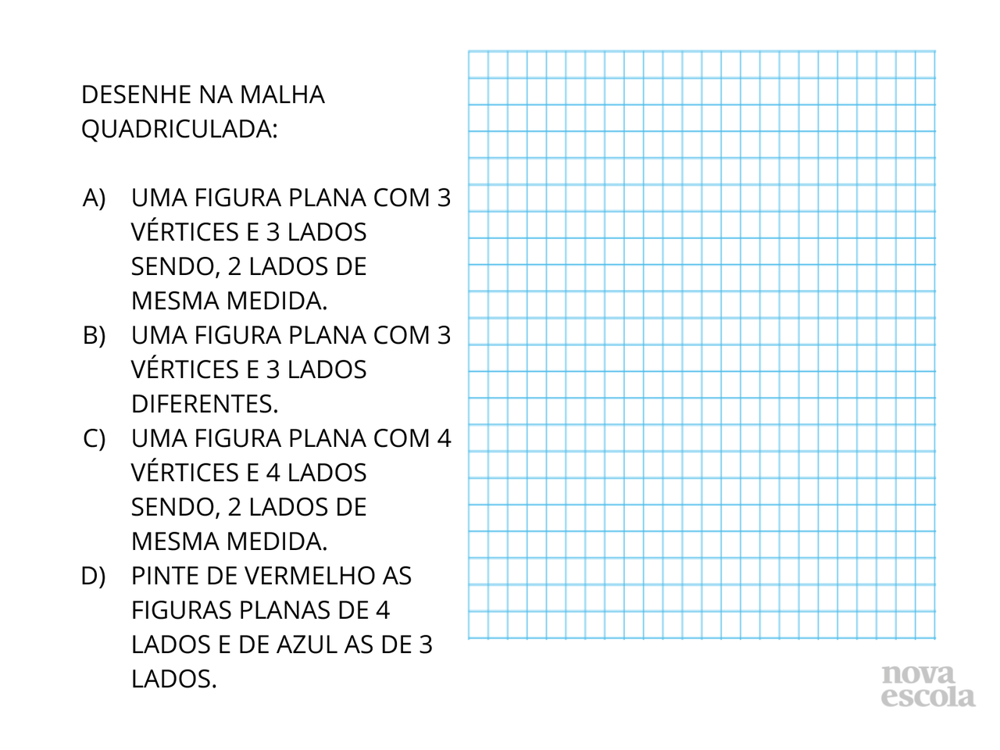 DESENHE NA MALHA
QUADRICULADA:
A) UMA FIGURA PLANA COM 3
VÉRTICES E 3 LADOS
SENDO, 2 LADOS DE
MESMA MEDIDA.
B) UMA FIGURA PLANA COM 3
VÉRTICES E 3 LADOS
DIFERENTES.
C) UMA FIGURA PLANA COM 4
VÉRTICES E 4 LADOS
SENDO, 2 LADOS DE
MESMA MEDIDA.
D) PINTE DE VERMELHO AS
FIGURAS PLANAS DE 4
LADOS E DE AZUL AS DE 3
LADOS.
nova
escola